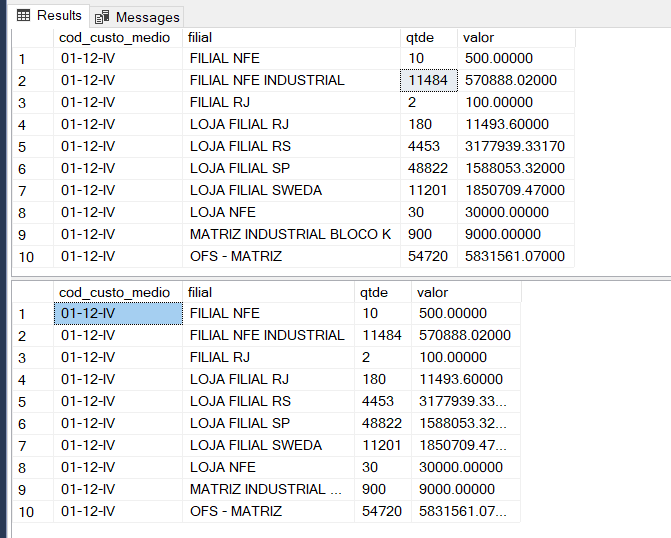 Results Messages
cod_custo_medio filial qtde valor
1 01-12-IV FILIAL NFE 10 500.00000
2 01-12-IV FILIAL NFE INDUSTRIAL 11484 570888.02000
3 01-12-IV FILIAL RJ 2 100.00000
4 01-12-IV LOJA FILIAL RJ 180 11493.60000
5 01-12-IV LOJA FILIAL RS 4453 3177939.33170
6 01-12-IV LOJA FILIAL SP 48822 1588053.32000
7 01-12-IV LOJA FILIAL SWEDA 11201 1850709.47000
8 01-12-IV LOJA NFE 30 30000.00000
9 01-12-IV MATRIZ INDUSTRIAL BLOCO K 900 9000.00000
10 01-12-IV OFS - MATRIZ 54720 5831561.07000
cod_custo_medio filial qtde valor
1 01-12-IV FILIAL NFE 10 500.00000
2 01-12-IV FILIAL NFE INDUSTRIAL 11484 570888.02000
3 01-12-IV FILIAL RJ 2 100.00000
4 01-12-IV LOJA FILIAL RJ 180 11493.60000
5 01-12-IV LOJA FILIAL RS 4453 3177939.33...
6 01-12-IV LOJA FILIAL SP 48822 1588053.32...
7 01-12-IV LOJA FILIAL SWEDA 11201 1850709.47...
8 01-12-IV LOJA NFE 30 30000.00000
9 01-12-IV MATRIZ INDUSTRIAL ... 900 9000.00000
10 01-12-IV OFS - MATRIZ 54720 5831561.07...